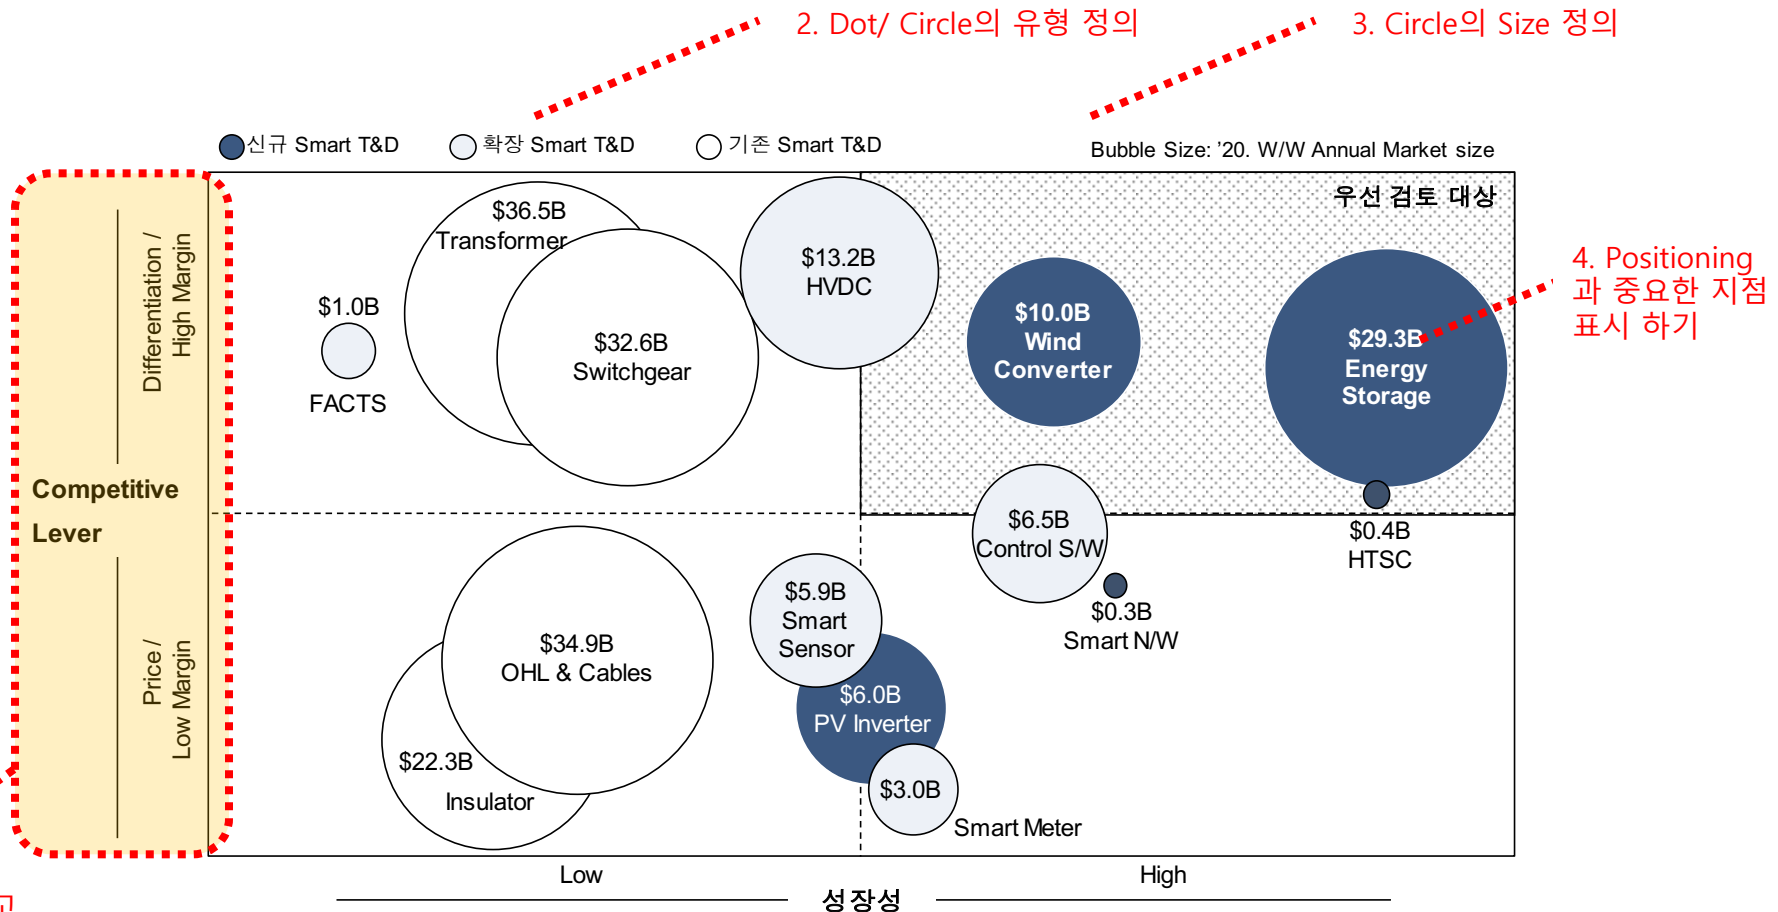 2. Dot/ Circle의 유형 정의
3. Circle의 Size 정의
신규 Smart T&D
확장 Smart T&D
기존 Smart T&D
Bubble Size: ’20. W/W Annual Market size
우선 검토 대상
Differentiation /
High Margin
Competitive
Lever
Price /
Low Margin
$36.5B
Transformer
$13.2B
HVDC
$1.0B
FACTS
$32.6B
Switchgear
$10.0B
Wind
Converter
$29.3B
Energy
Storage
4. Positioning
과 중요한 지점
표시 하기
$6.5B
Control S/W
$0.4B
HTSC
$0.3B
Smart N/W
$5.9B
Smart
Sensor
$34.9B
OHL & Cables
$6.0B
PV Inverter
$22.3B
Insulator
$3.0B
Smart Meter
Low
High
성장성